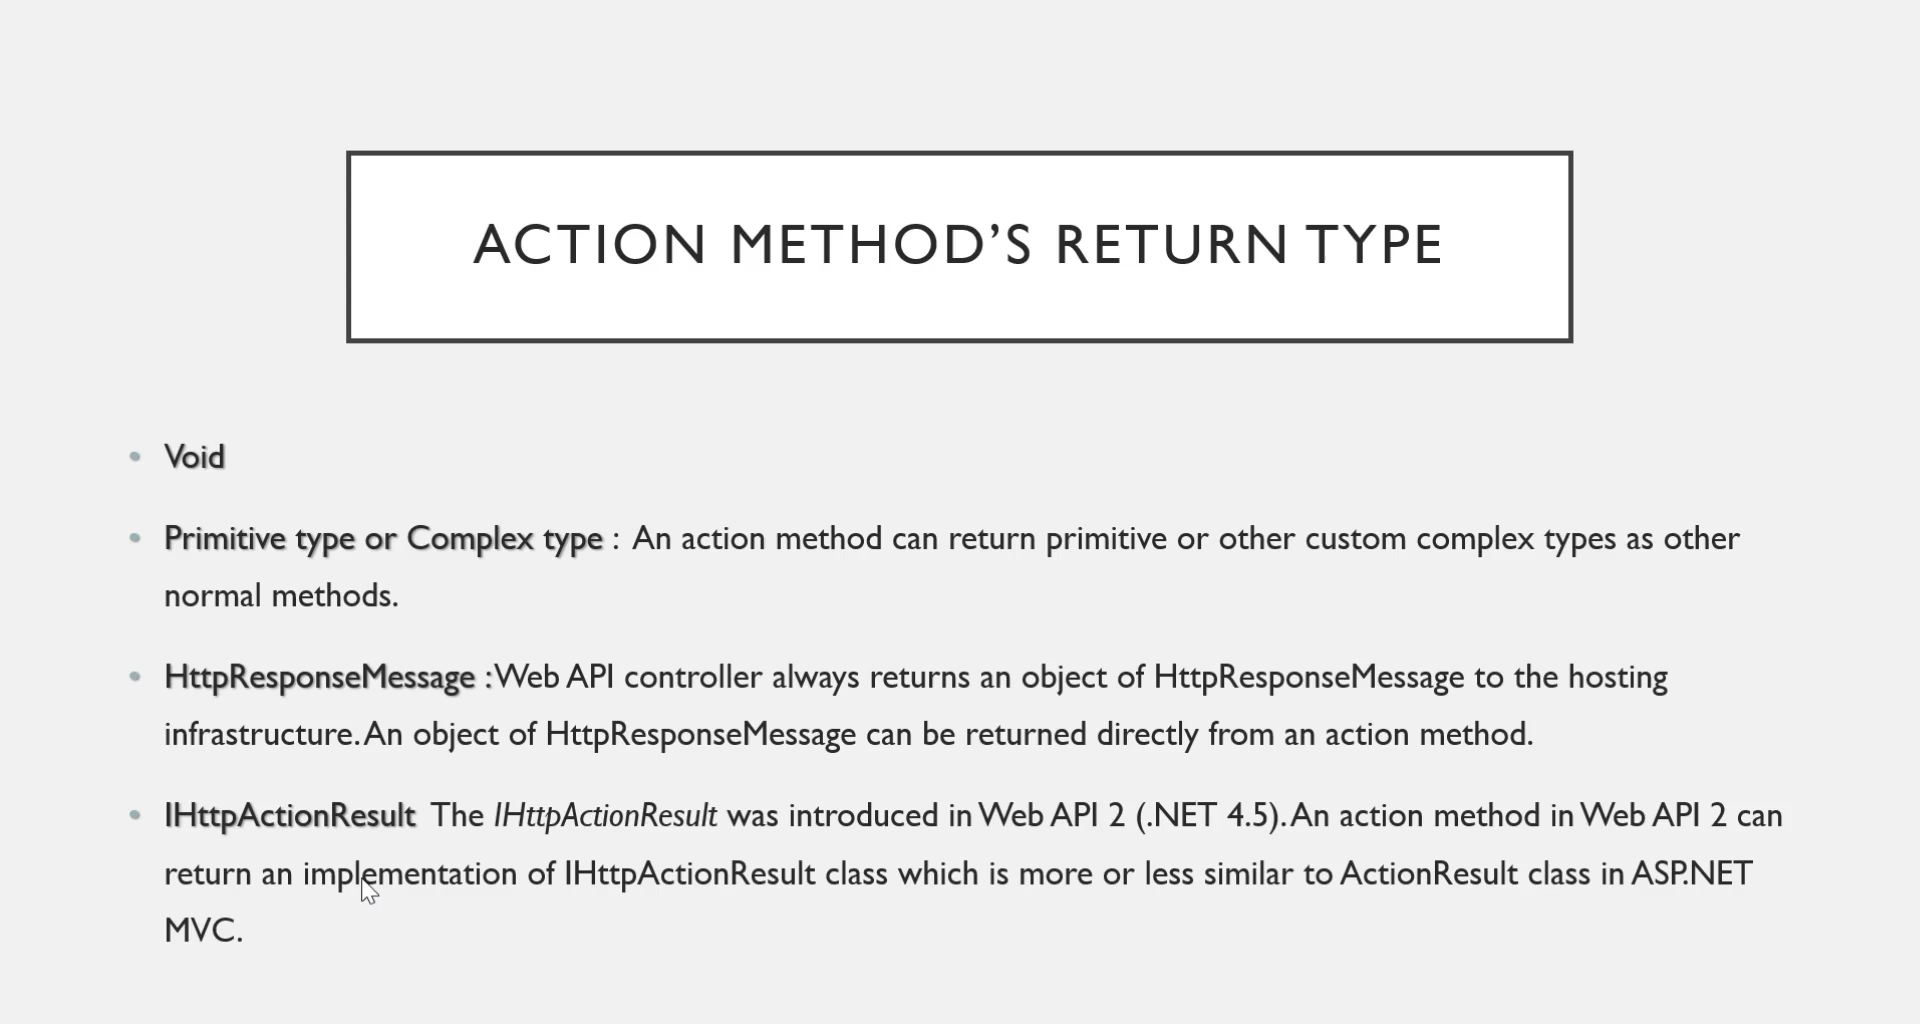 ACTION METHOD’S RETURN TYPE
• Void
• Primitive type or Complex type : An action method can return primitive or other custom complex types as other
normal methods.
• HttpResponseMessage :Web API controller always returns an object of HttpResponseMessage to the hosting
infrastructure. An object of HttpResponseMessage can be returned directly from an action method.
• IHttpActionResult The IHttpActionResult was introduced in Web API 2 (.NET 4.5). An action method in Web API 2 can
return an implementation of IHttpActionResult class which is more or less similar to ActionResult class in ASP.NET
MVC.